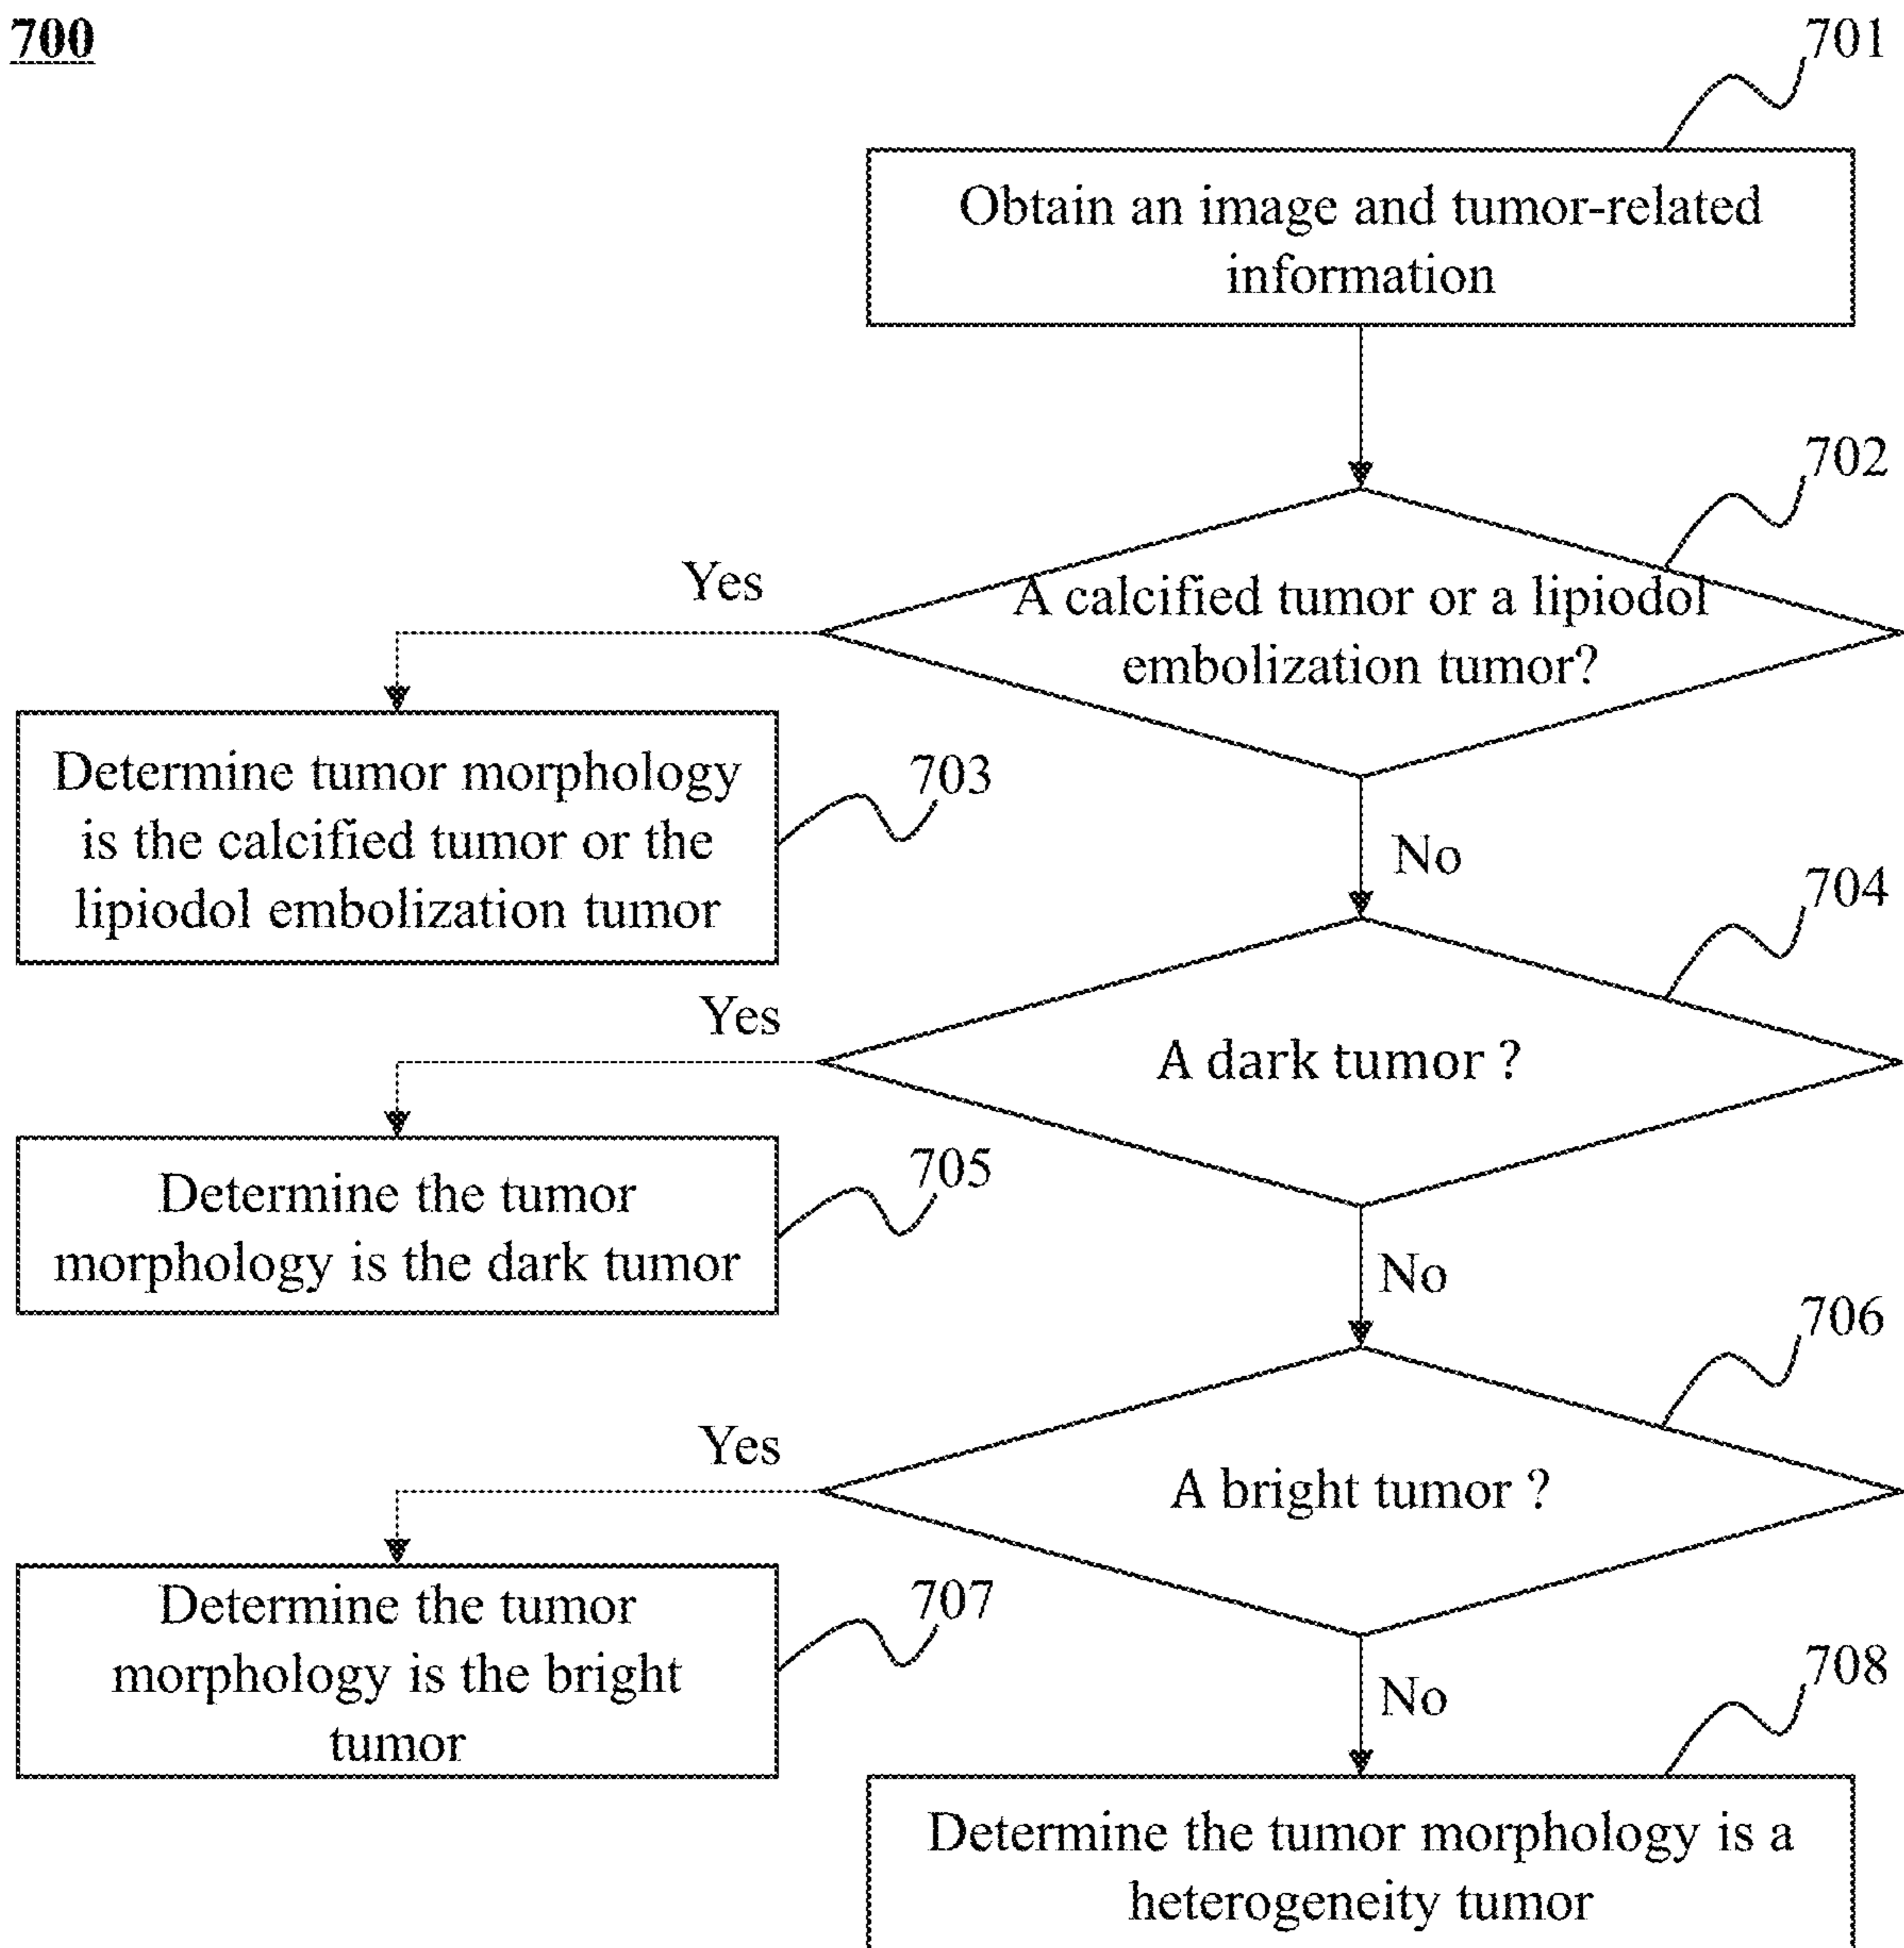 700
701
Obtain an image and tumor-related
information
702
Yes
A calcified tumor or a lipiodol
embolization tumor?
Determine tumor morphology
is the calcified tumor or the
lipiodol embolization tumor
703
No
704
Yes
A dark tumor ?
Determine the tumor
morphology is the dark tumor
705
No
706
Yes
A bright tumor ?
Determine the tumor
morphology is the bright
tumor
707
No
708
Determine the tumor morphology is a
heterogeneity tumor